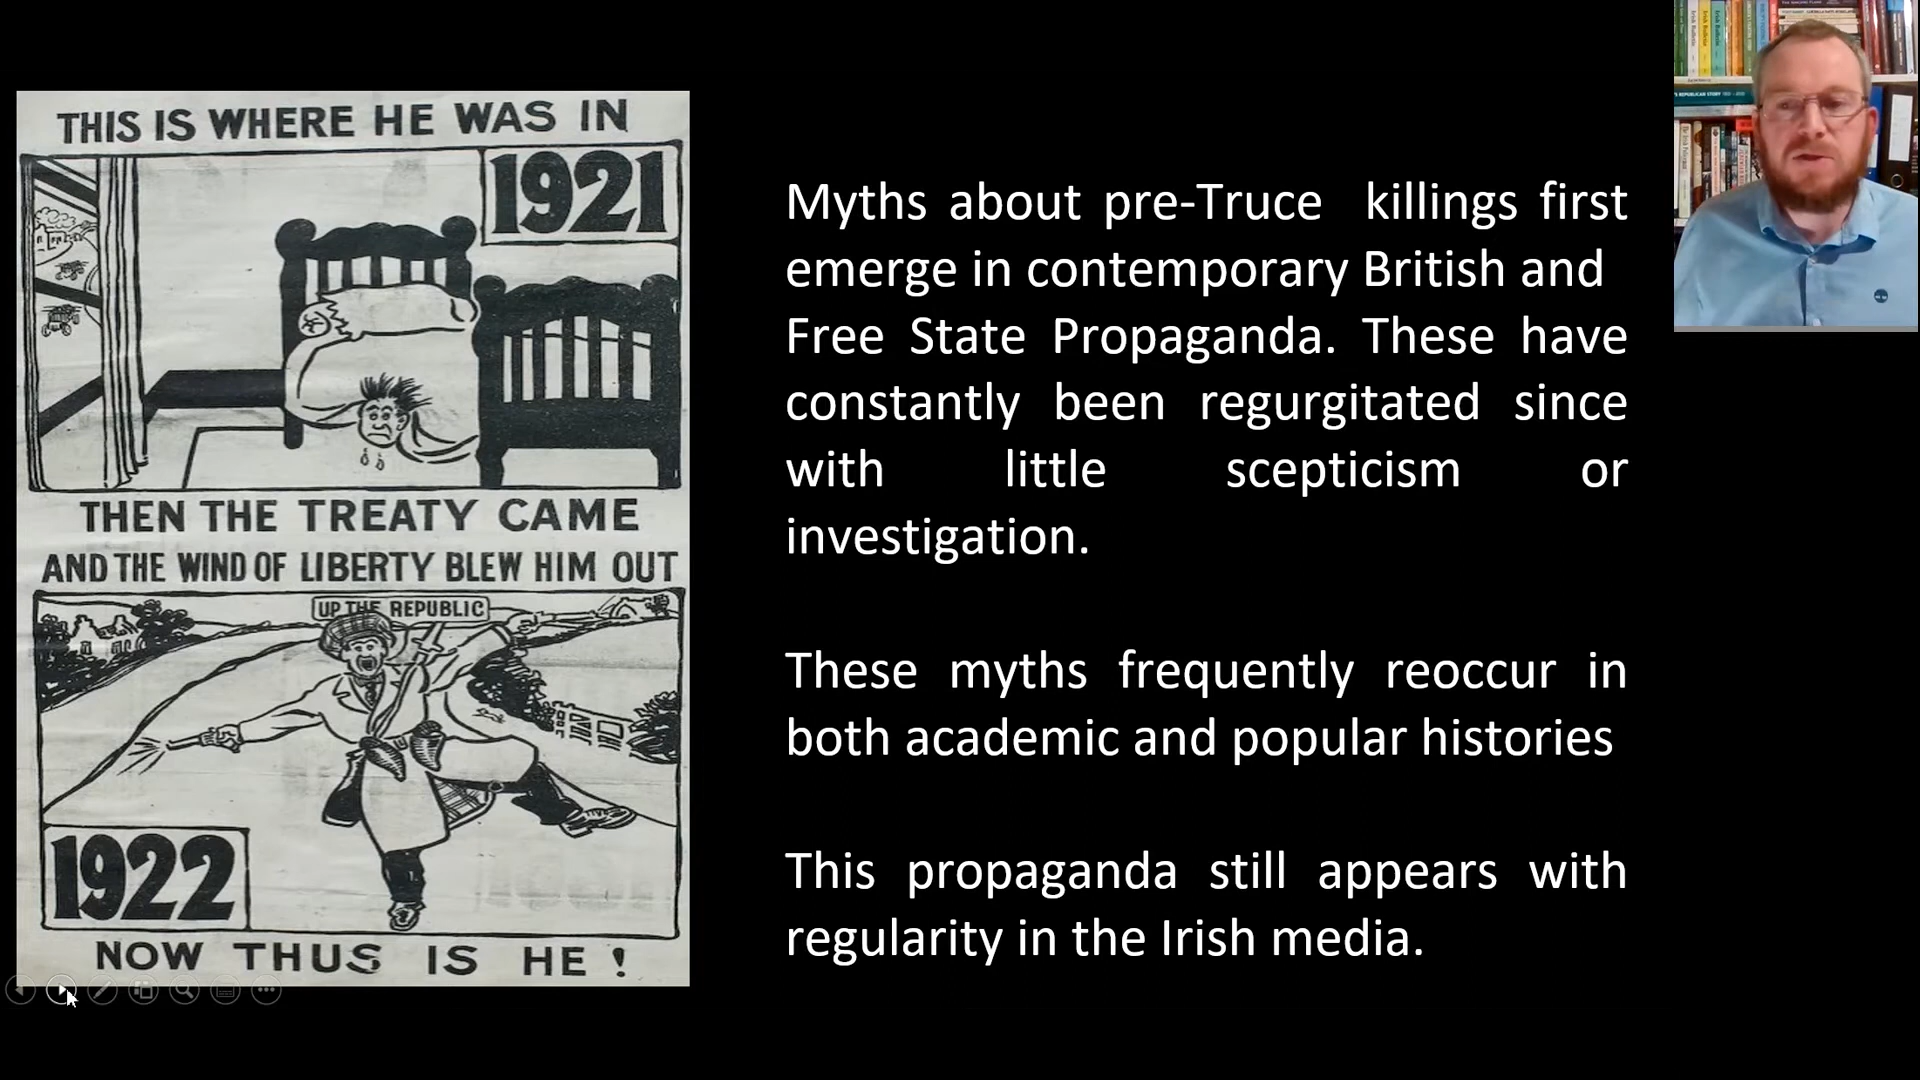 THIS IS WHERE HE WAS IN
1921
THEN THE TREATY CAME
AND THE WIND OF LIBERTY BLEW HIM OUT
UP THE REPUBLIC
1922
NOW THUS IS HE!
Myths about pre-Truce killings first
emerge in contemporary British and
Free State Propaganda. These have
constantly been regurgitated since
with little scepticism or
investigation.
These myths frequently reoccur in
both academic and popular histories
This propaganda still appears with
regularity in the Irish media.